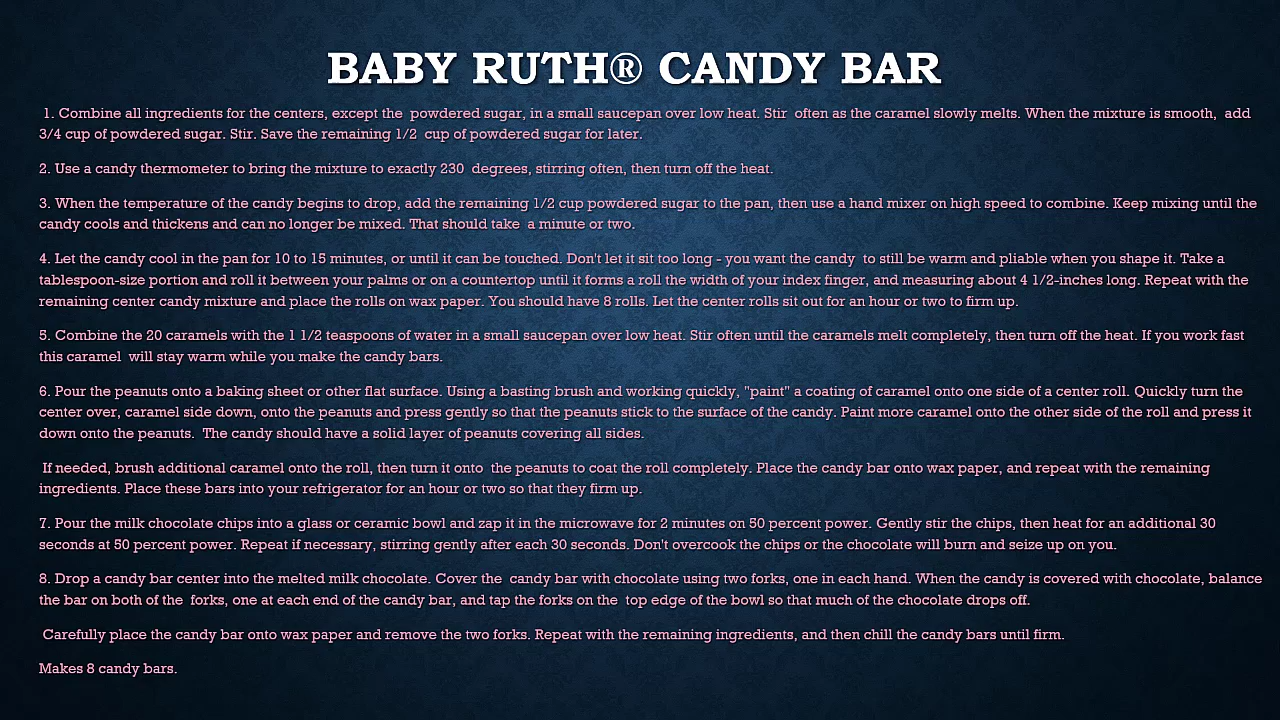 BABY RUTH® CANDY BAR
1. Combine all ingredients for the centers, except the  powdered sugar, in a small saucepan over low heat. Stir  often as the caramel slowly melts. When the mixture is smooth,  add
3/4 cup of powdered sugar. Stir. Save the remaining 1/2  cup of powdered sugar for later.
2. Use a candy thermometer to bring the mixture to exactly 230  degrees, stirring often, then turn off the heat.
3. When the temperature of the candy begins to drop, add the remaining 1/2 cup powdered sugar to the pan, then use a hand mixer on high speed to combine. Keep mixing until the
candy cools and thickens and can no longer be mixed. That should take  a minute or two.
4. Let the candy cool in the pan for 10 to 15 minutes, or until it can be touched. Don't let it sit too long - you want the candy  to still be warm and pliable when you shape it. Take a
tablespoon-size portion and roll it between your palms or on a countertop until it forms a roll the width of your index finger, and measuring about 4 1/2-inches long. Repeat with the
remaining center candy mixture and place the rolls on wax paper. You should have 8 rolls. Let the center rolls sit out for an hour or two to firm up.
5. Combine the 20 caramels with the 1 1/2 teaspoons of water in a small saucepan over low heat. Stir often until the caramels melt completely, then turn off the heat. If you work fast
this caramel  will stay warm while you make the candy bars.
6. Pour the peanuts onto a baking sheet or other flat surface. Using a basting brush and working quickly, "paint" a coating of caramel onto one side of a center roll. Quickly turn the
center over, caramel side down, onto the peanuts and press gently so that the peanuts stick to the surface of the candy. Paint more caramel onto the other side of the roll and press it
down onto the peanuts.  The candy should have a solid layer of peanuts covering all sides.
If needed, brush additional caramel onto the roll, then turn it onto  the peanuts to coat the roll completely. Place the candy bar onto wax paper, and repeat with the remaining
ingredients. Place these bars into your refrigerator for an hour or two so that they firm up.
7. Pour the milk chocolate chips into a glass or ceramic bowl and zap it in the microwave for 2 minutes on 50 percent power. Gently stir the chips, then heat for an additional 30
seconds at 50 percent power. Repeat if necessary, stirring gently after each 30 seconds. Don't overcook the chips or the chocolate will burn and seize up on you.
8. Drop a candy bar center into the melted milk chocolate. Cover the  candy bar with chocolate using two forks, one in each hand. When the candy is covered with chocolate, balance
the bar on both of the  forks, one at each end of the candy bar, and tap the forks on the  top edge of the bowl so that much of the chocolate drops off.
Carefully place the candy bar onto wax paper and remove the two forks. Repeat with the remaining ingredients, and then chill the candy bars until firm.
Makes 8 candy bars.